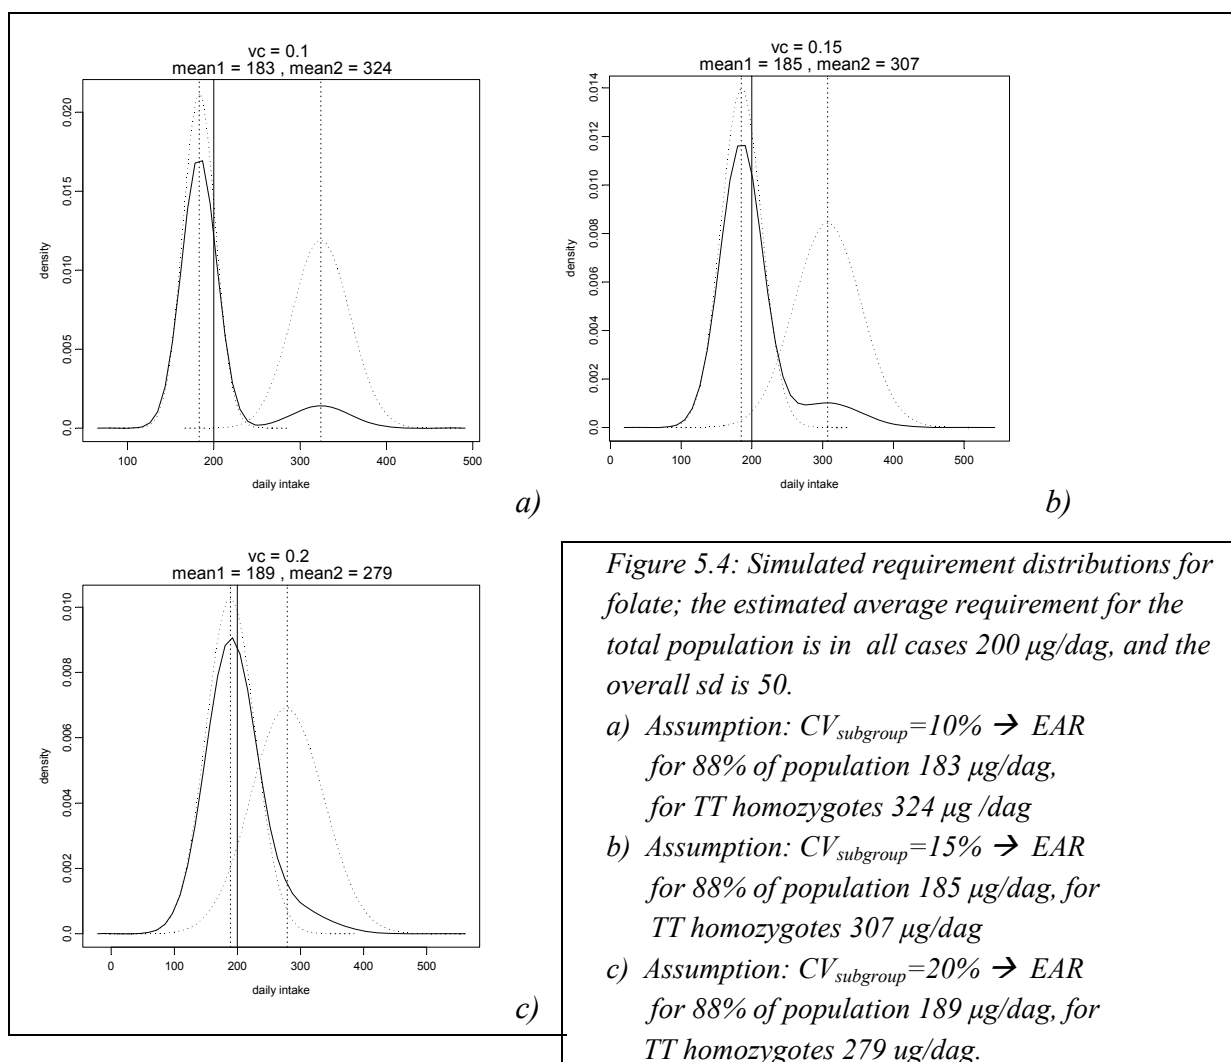 vc = 0.1
mean1 = 183 , mean2 = 324
density
0.0
0.005
0.010
0.015
0.020
100
200
300
400
500
daily intake
a)
vc = 0.15
mean1 = 185 , mean2 = 307
density
0.0
0.002
0.004
0.006
0.008
0.010
0.012
0.014
0
100
200
300
400
500
daily intake
b)
vc = 0.2
mean1 = 189 , mean2 = 279
density
0.0
0.002
0.004
0.006
0.008
0.010
0
100
200
300
400
500
daily intake
c)
Figure 5.4: Simulated requirement distributions for
folate; the estimated average requirement for the
total population is in all cases 200 μg/dag, and the
overall sd is 50.
a) Assumption: CVsubgroup=10% → EAR
for 88% of population 183 μg/dag,
for TT homozygotes 324 μg /dag
b) Assumption: CVsubgroup=15% → EAR
for 88% of population 185 μg/dag, for
TT homozygotes 307 μg/dag
c) Assumption: CVsubgroup=20% → EAR
for 88% of population 189 μg/dag, for
TT homozygotes 279 ug/dag.